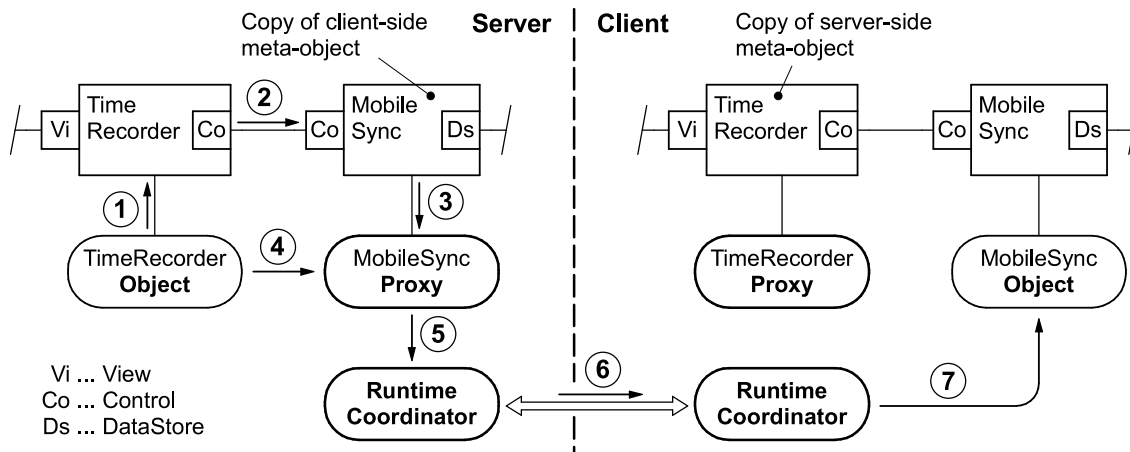 Copy of client-side
meta-object
Server
Client
Copy of server-side
meta-object
Vi
Time
Recorder
Co
2
Co
Mobile
Sync
Ds
Vi
Time
Recorder
Co
Co
Mobile
Sync
Ds
1
3
TimeRecorder
Object
4
MobileSync
Proxy
TimeRecorder
Proxy
MobileSync
Object
5
6
7
Vi ... View
Co ... Control
Ds ... DataStore
Runtime
Coordinator
Runtime
Coordinator